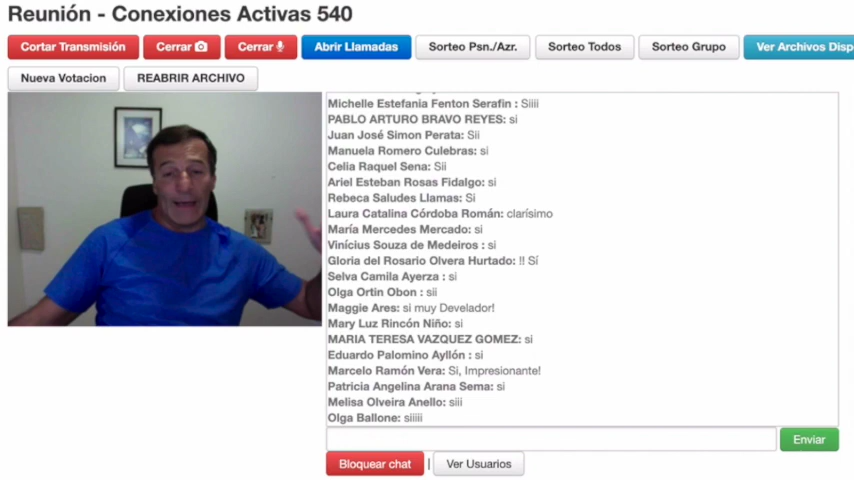 Reunión - Conexiones Activas 540
Cortar Transmisión Cerrar Cerrar Abrir Llamadas Sorteo Psn./Azr. Sorteo Todos Sorteo Grupo Ver Archivos Disp
Nueva Votacion REABRIR ARCHIVO
Michelle Estefania Fenton Serafin : Siiii
PABLO ARTURO BRAVO REYES: si
Juan José Simon Perata: Sii
Manuela Romero Culebras: si
Celia Raquel Sena: Sii
Ariel Esteban Rosas Fidalgo: si
Rebeca Saludes Llamas: Si
Laura Catalina Córdoba Román: clarísimo
María Mercedes Mercado: si
Vinícius Souza de Medeiros : si
Gloria del Rosario Olvera Hurtado: !! Sí
Selva Camila Ayerza : si
Olga Ortin Obon : sii
Maggie Ares: si muy Develador!
Mary Luz Rincón Niño: si
MARIA TERESA VAZQUEZ GOMEZ: si
Eduardo Palomino Ayllón : si
Marcelo Ramón Vera: Si, Impresionante!
Patricia Angelina Arana Sema: si
Melisa Olveira Anello: siii
Olga Ballone: siiiii
Enviar
Bloquear chat | Ver Usuarios